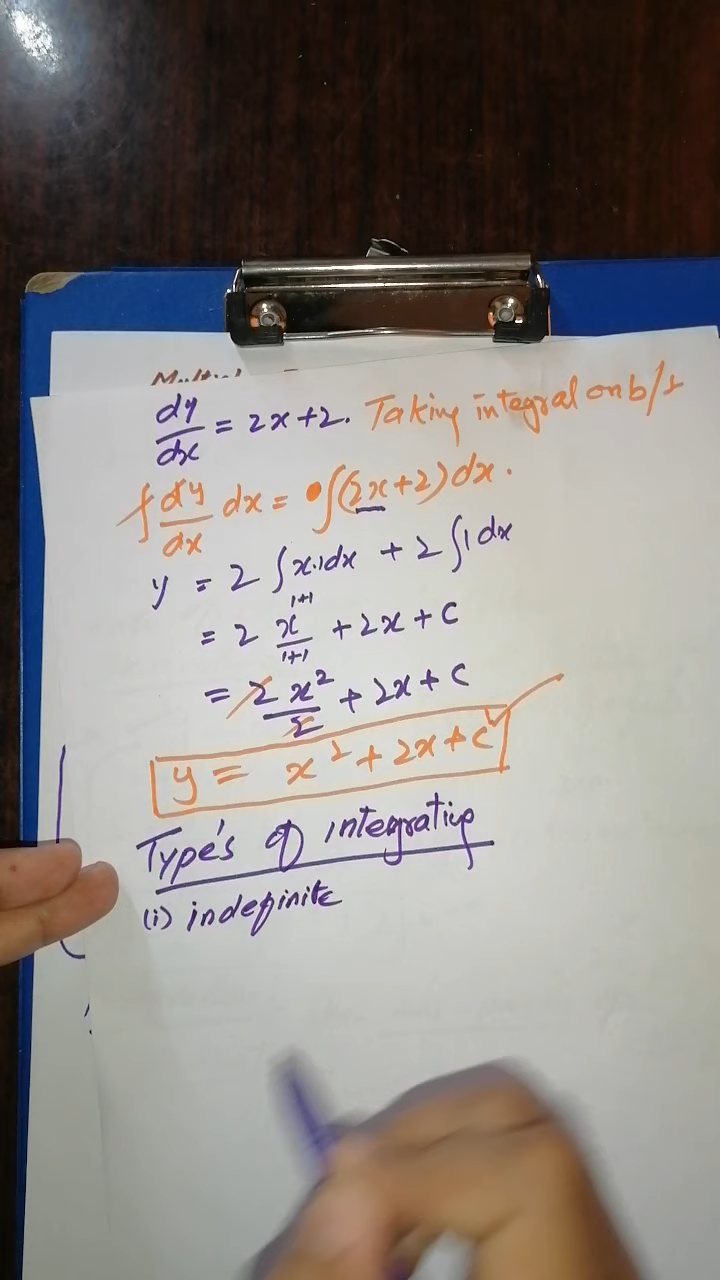 dy/dx = 2x+2. Taking integral on b/s
∫ dy/dx dx = ∫(2x+2)dx.
y = 2 ∫x.1dx + 2 ∫1dx
= 2 x^(1+1)/(1+1) + 2x + c
= 2x²/2 + 2x + c
y = x² + 2x + c
Type's of
(i) indefinite